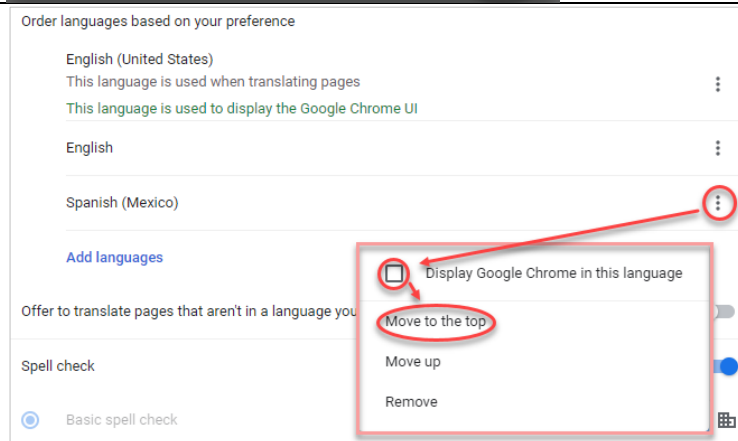 Order languages based on your preference
English (United States)
This language is used when translating pages
This language is used to display the Google Chrome UI
English
Spanish (Mexico)
Add languages
Display Google Chrome in this language
Offer to translate pages that aren't in a language you
Move to the top
Spell check
Move up
Remove
Basic spell check